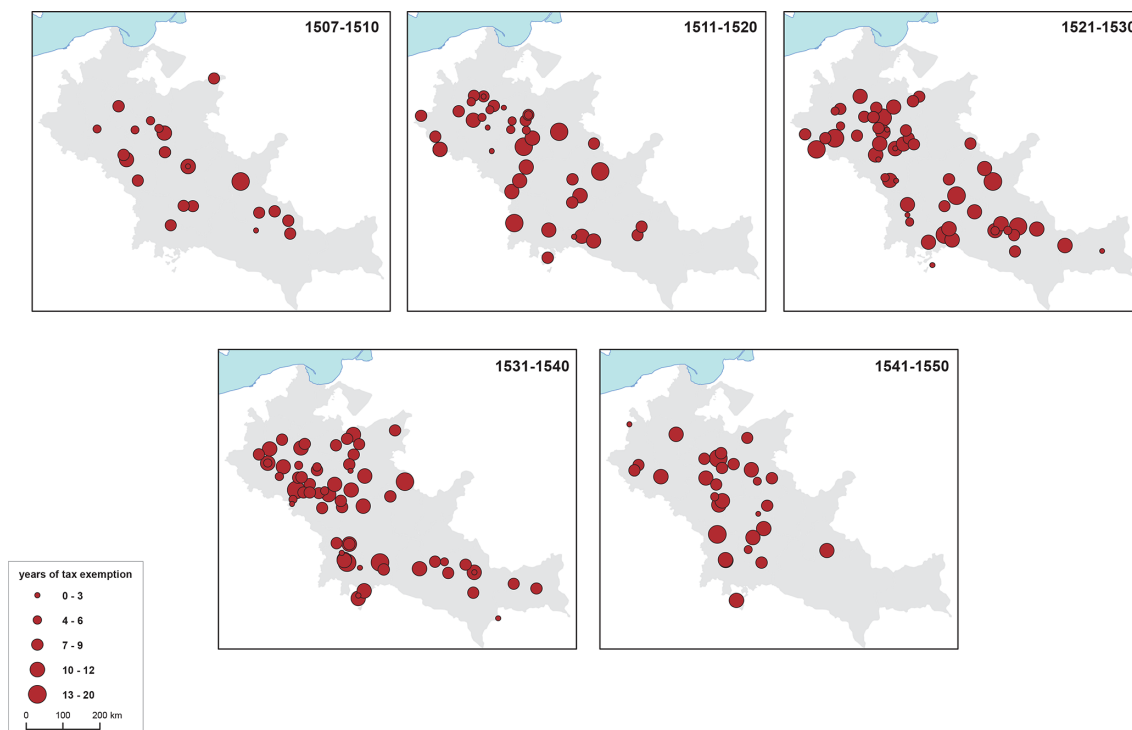 1507-1510
1511-1520
1521-1530
1531-1540
1541-1550
years of tax exemption
0 - 3
4 - 6
7 - 9
10 - 12
13 - 20
0 100 200 km